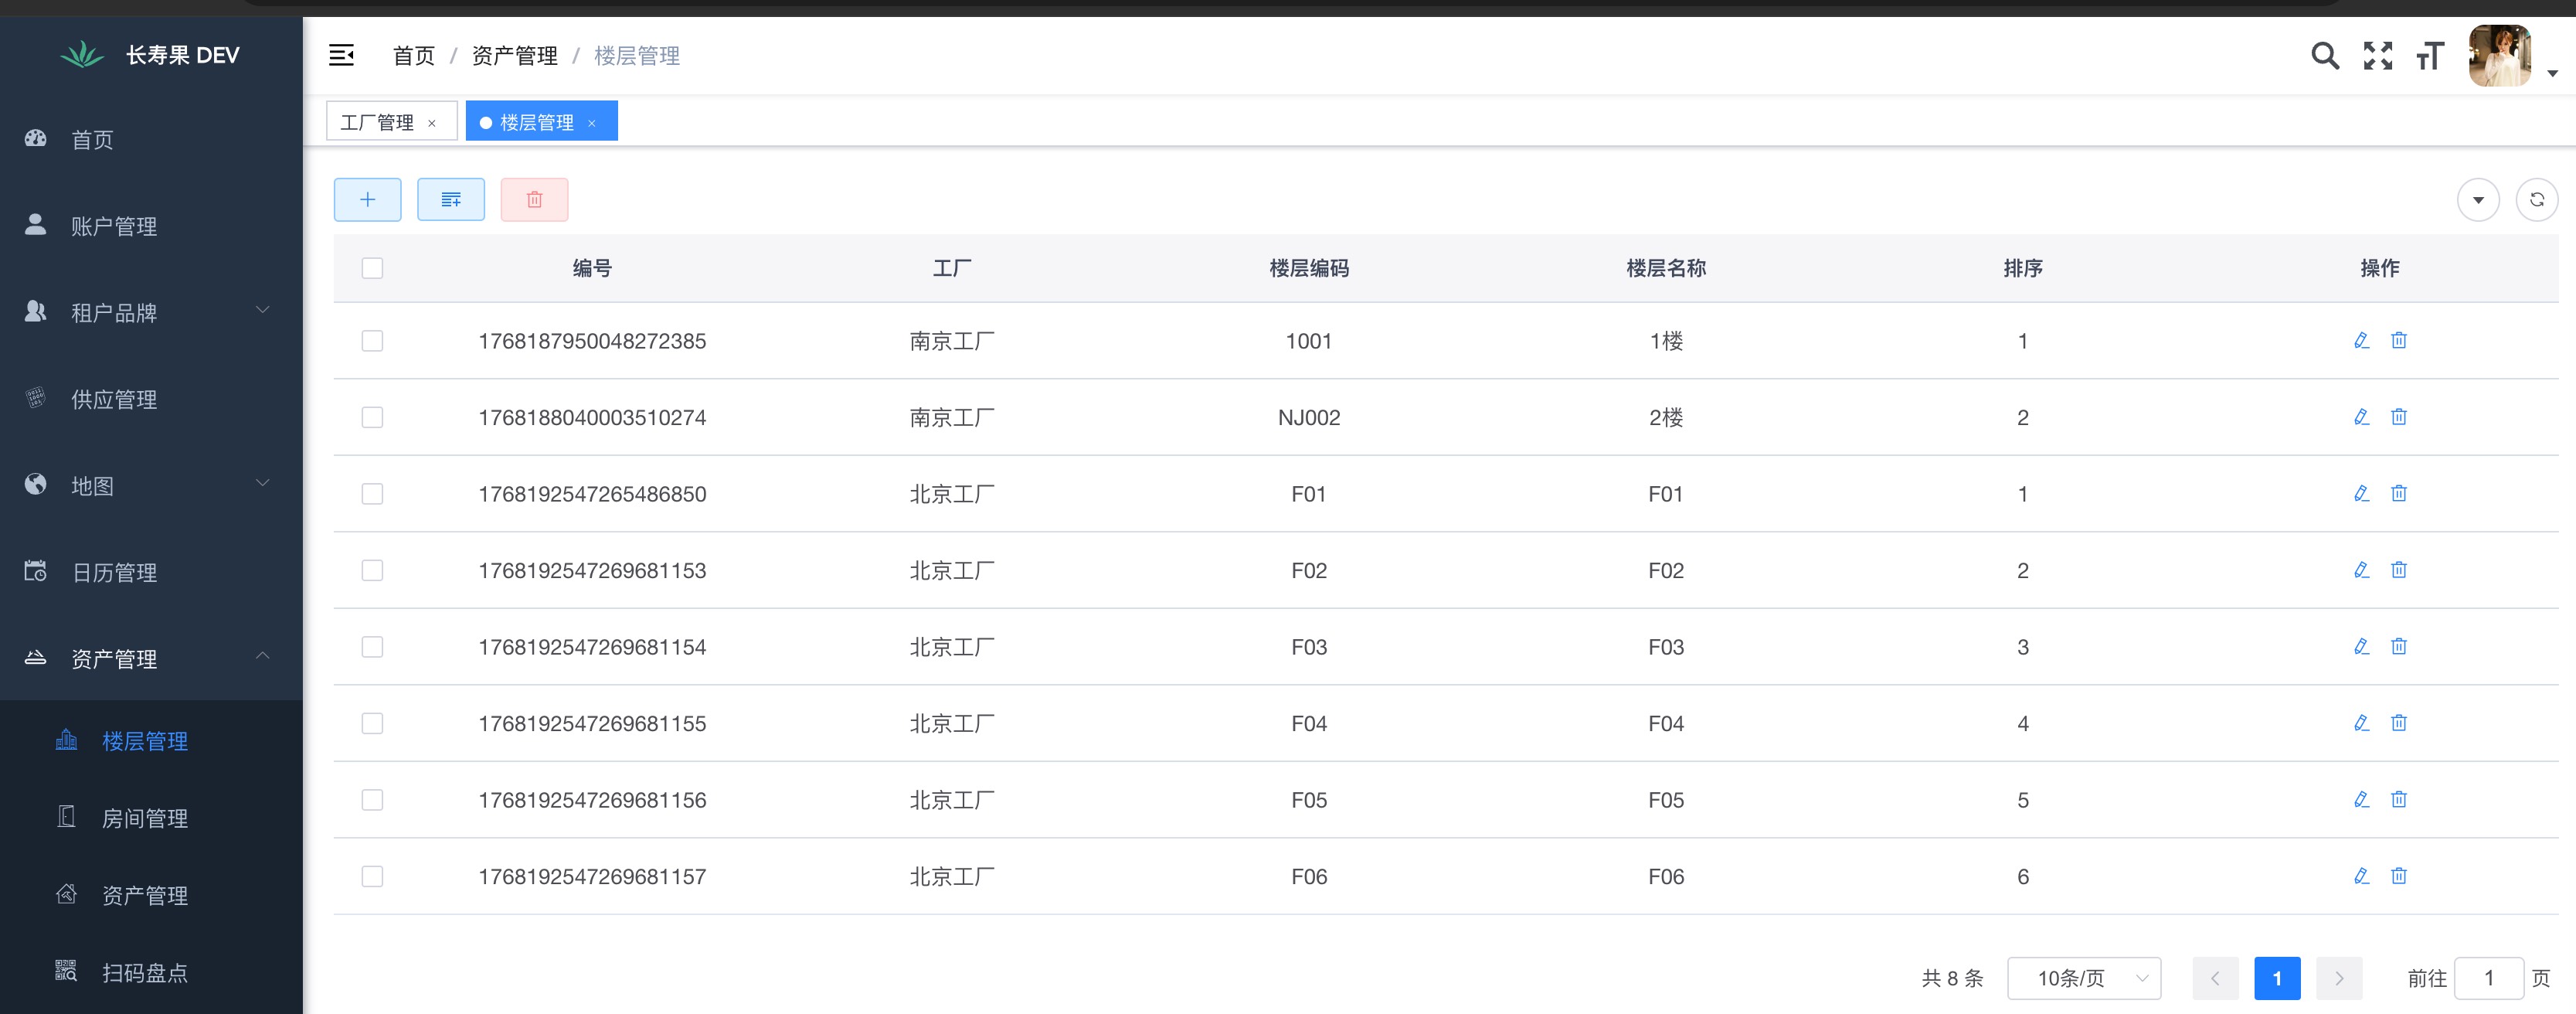 长寿果 DEV
首页 / 资产管理 / 楼层管理
工厂管理 × 楼层管理 ×
首页
账户管理
租户品牌
供应管理
地图
日历管理
资产管理
楼层管理
房间管理
资产管理
扫码盘点
编号 工厂 楼层编码 楼层名称 排序 操作
1768187950048272385 南京工厂 1001 1楼 1
1768188040003510274 南京工厂 NJ002 2楼 2
1768192547265486850 北京工厂 F01 F01 1
1768192547269681153 北京工厂 F02 F02 2
1768192547269681154 北京工厂 F03 F03 3
1768192547269681155 北京工厂 F04 F04 4
1768192547269681156 北京工厂 F05 F05 5
1768192547269681157 北京工厂 F06 F06 6
共 8 条 10条/页 1 前往 1 页